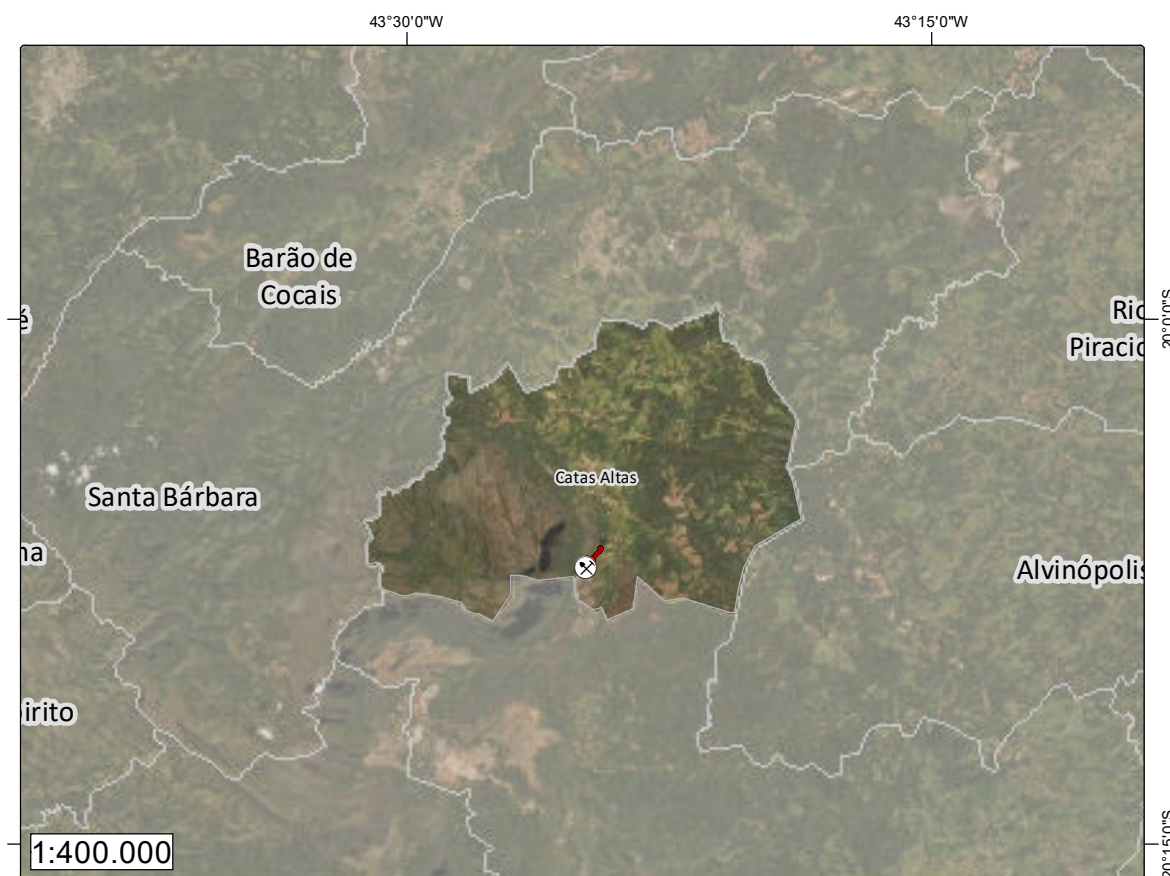 43°30'0"W
43°15'0"W
Barão de
Cocais
é
Ric
Piracic
20°0'0"S
Catas Altas
Santa Bárbara
na
Alvinópolis
irito
20°15'0"S
1:400.000